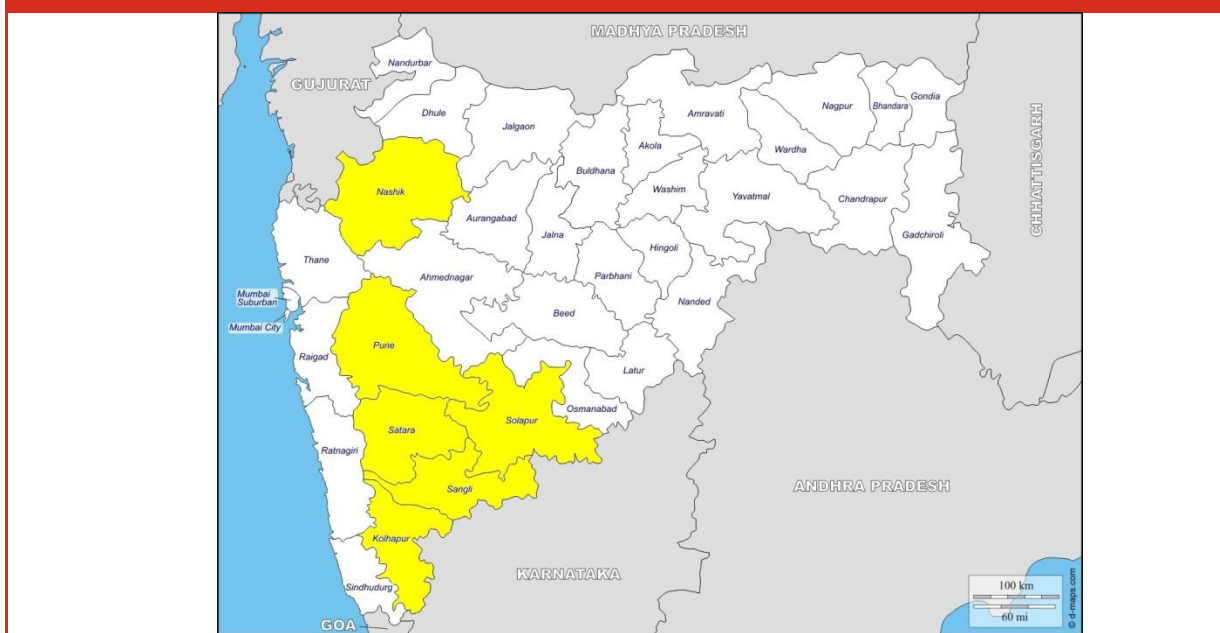 MADHYA PRADESH
GUJURAT
CHHATTISGARH
Nandurbar
Dhule
Jalgaon
Amravati
Nagpur
Bhandara
Gondia
Akola
Wardha
Buldhana
Nashik
Washim
Yavatmal
Chandrapur
Aurangabad
Jalna
Hingoli
Gadchiroli
Thane
Ahmednagar
Parbhani
Mumbai
Suburban
Nanded
Mumbai City
Beed
Pune
Raigad
Latur
Osmanabad
Solapur
Satara
Ratnagiri
Sangli
ANDHRA PRADESH
Kolhapur
KARNATAKA
Sindhudurg
GOA
100 km
60 mi
© d-maps.com